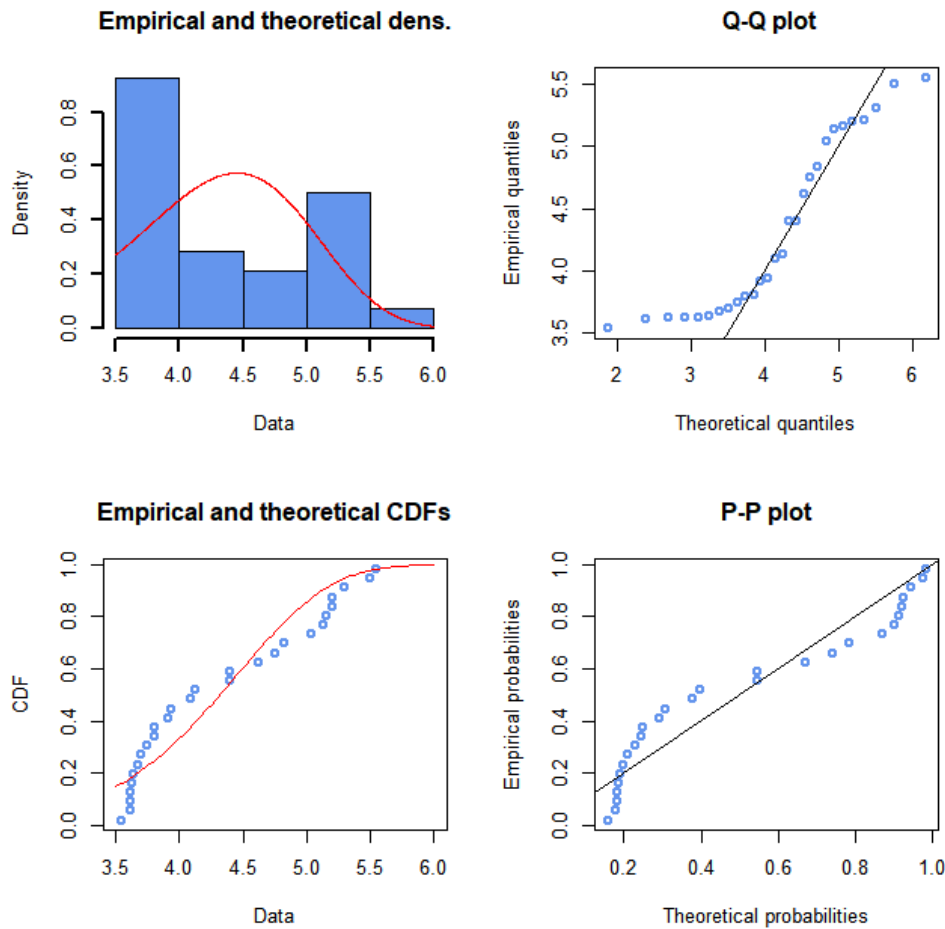 Empirical and theoretical dens.
Density
0.0 0.2 0.4 0.6 0.8
3.5 4.0 4.5 5.0 5.5 6.0
Data
Q-Q plot
Empirical quantiles
3.5 4.0 4.5 5.0 5.5
2 3 4 5 6
Theoretical quantiles
Empirical and theoretical CDFs
CDF
0.0 0.2 0.4 0.6 0.8 1.0
3.5 4.0 4.5 5.0 5.5 6.0
Data
P-P plot
Empirical probabilities
0.0 0.2 0.4 0.6 0.8 1.0
0.2 0.4 0.6 0.8 1.0
Theoretical probabilities